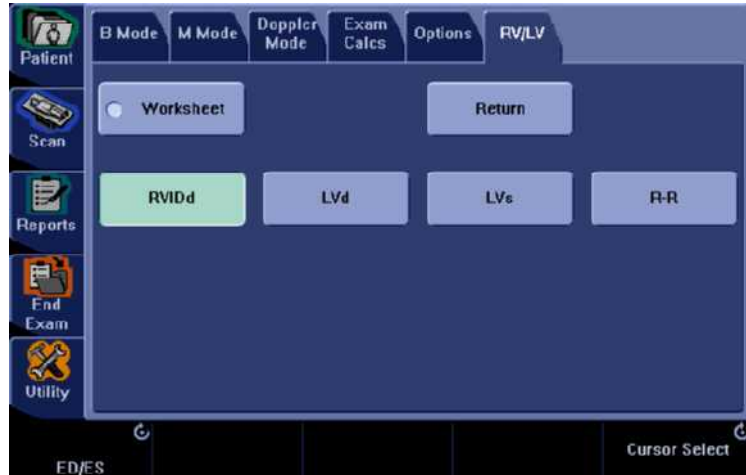 Patient
B Mode
M Mode
Doppler
Mode
Exam
Calcs
Options
RV/LV
Worksheet
Return
Scan
RVIDd
LVd
LVs
R-R
Reports
End
Exam
Utility
ED/ES
Cursor Select